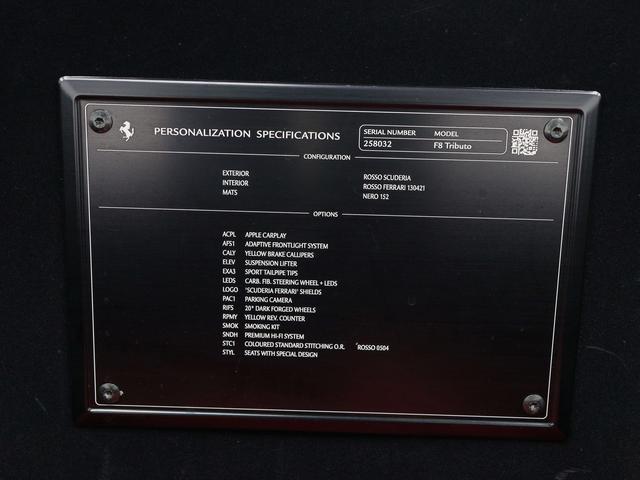 PERSONALIZATION SPECIFICATIONS
SERIAL NUMBER MODEL
258032 F8 Tributo
CONFIGURATION
EXTERIOR ROSSO SCUDERIA
INTERIOR ROSSO FERRARI 130421
MATS NERO 152
OPTIONS
ACPL APPLE CARPLAY
AFS1 ADAPTIVE FRONTLIGHT SYSTEM
CALY YELLOW BRAKE CALLIPERS
ELEV SUSPENSION LIFTER
EXA3 SPORT TAILPIPE TIPS
LEDS CARB. FIB. STEERING WHEEL + LEDS
LOGO "SCUDERIA FERRARI" SHIELDS
PAC1 PARKING CAMERA
RIF5 20" DARK FORGED WHEELS
RPMY YELLOW REV. COUNTER
SMOK SMOKING KIT
SNDH PREMIUM HI-FI SYSTEM
STC1 COLOURED STANDARD STITCHING O.R. *ROSSO 0504
STYL SEATS WITH SPECIAL DESIGN